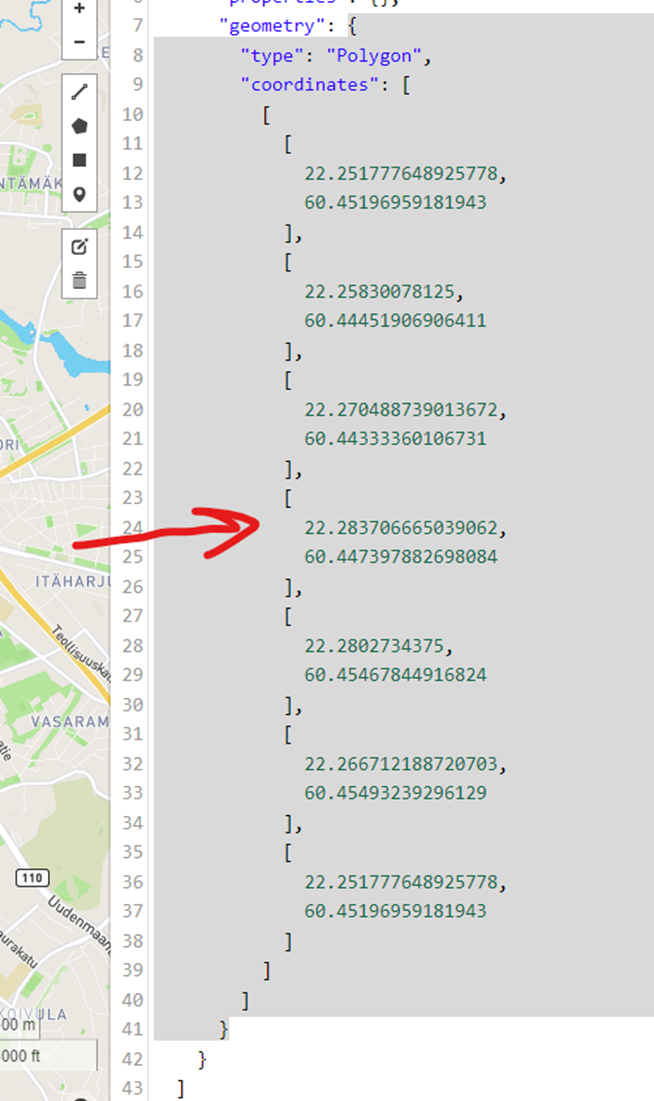 "properties": {},
7 "geometry": {
8 "type": "Polygon",
9 "coordinates": [
10 [
11 [
12 22.251777648925778,
13 60.45196959181943
14 ],
15 [
16 22.25830078125,
17 60.44451906906411
18 ],
19 [
20 22.270488739013672,
21 60.44333360106731
22 ],
23 [
24 22.283706665039062,
25 60.447397882698084
26 ],
27 [
28 22.2802734375,
29 60.45467844916824
30 ],
31 [
32 22.266712188720703,
33 60.45493239296129
34 ],
35 [
36 22.251777648925778,
37 60.45196959181943
38 ]
39 ]
40 ]
41 }
42 }
43 ]
+
−
NTÄMÄK
ORI
ITÄHARJU
Teollisuuskat
VASARAM
atie
110
Uudenmaan
aurakatu
KOIVULA
00 m
000 ft